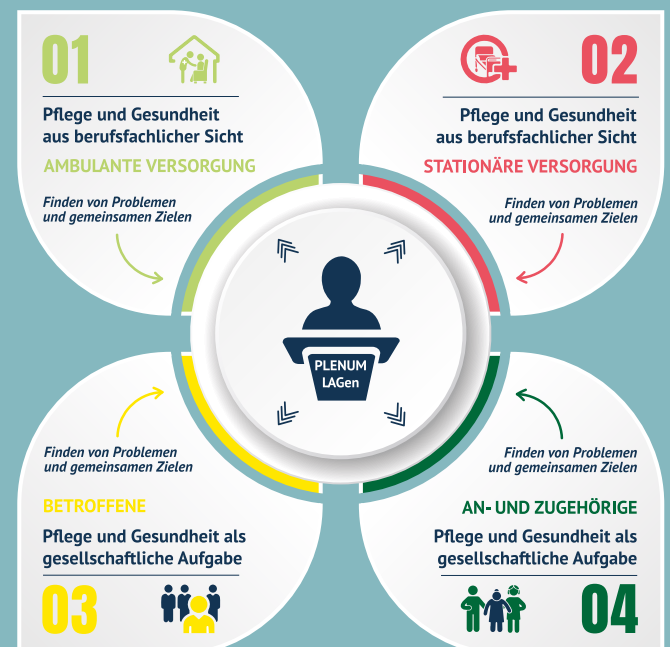 01
Pflege und Gesundheit
aus berufsfachlicher Sicht
AMBULANTE VERSORGUNG
Finden von Problemen
und gemeinsamen Zielen
02
Pflege und Gesundheit
aus berufsfachlicher Sicht
STATIONÄRE VERSORGUNG
Finden von Problemen
und gemeinsamen Zielen
PLENUM
LAGen
Finden von Problemen
und gemeinsamen Zielen
BETROFFENE
Pflege und Gesundheit als
gesellschaftliche Aufgabe
03
Finden von Problemen
und gemeinsamen Zielen
AN- UND ZUGEHÖRIGE
Pflege und Gesundheit als
gesellschaftliche Aufgabe
04